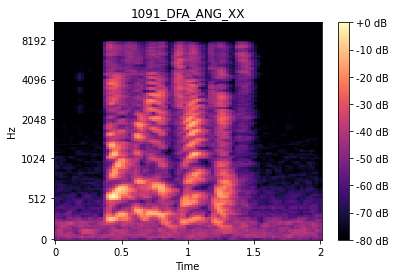 1091_DFA_ANG_XX
Hz
8192
4096
2048
1024
512
0
0
0.5
1
1.5
2
Time
+0 dB
-10 dB
-20 dB
-30 dB
-40 dB
-50 dB
-60 dB
-70 dB
-80 dB